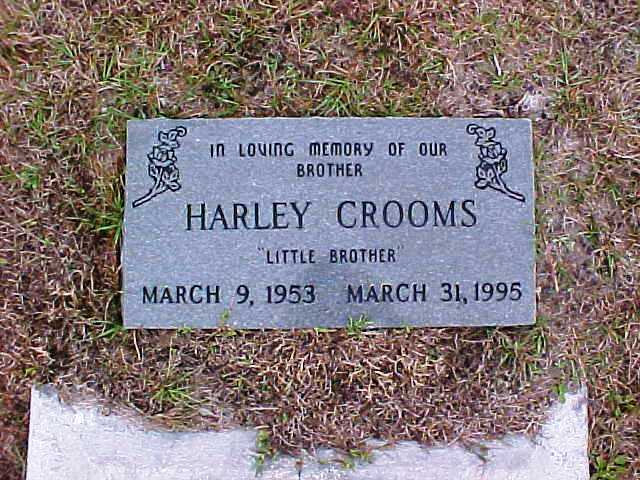 IN LOVING MEMORY OF OUR
BROTHER
HARLEY CROOMS
"LITTLE BROTHER"
MARCH 9, 1953 MARCH 31, 1995